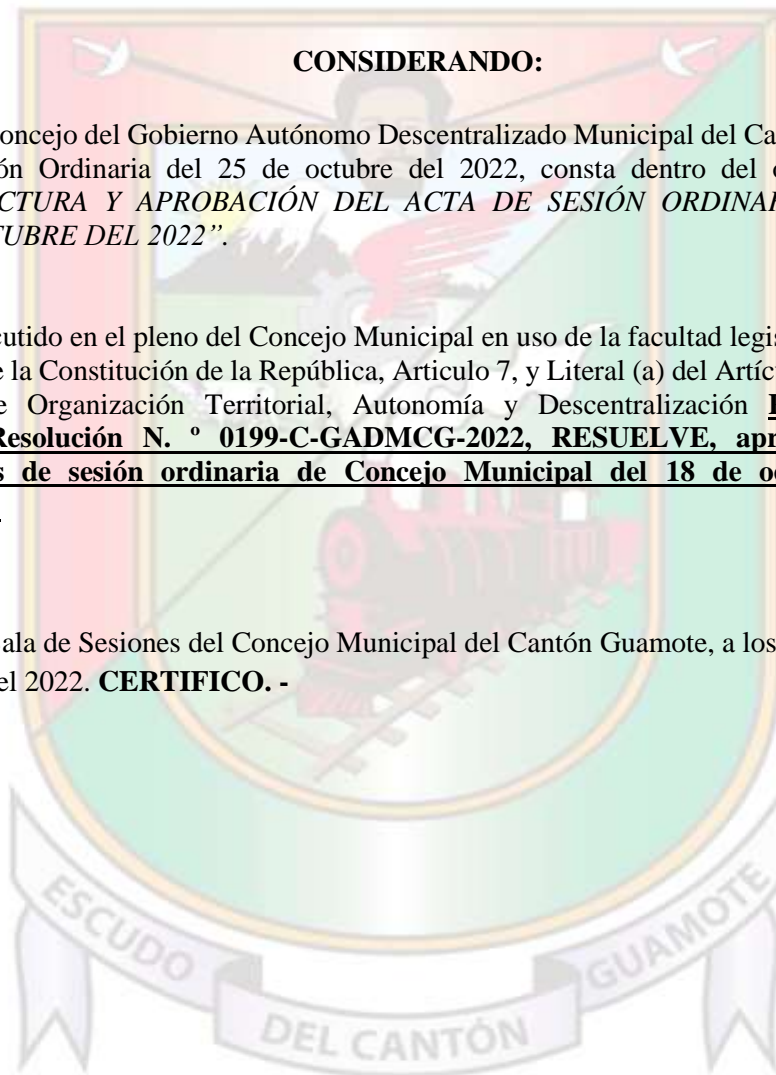 CONSIDERANDO:
oncejo del Gobierno Autónomo Descentralizado Municipal del Ca
ón Ordinaria del 25 de octubre del 2022, consta dentro del
CTURA Y APROBACIÓN DEL ACTA DE SESIÓN ORDINA
TUBRE DEL 2022”.
cutido en el pleno del Concejo Municipal en uso de la facultad legis
e la Constitución de la República, Articulo 7, y Literal (a) del Artíc
e Organización Territorial, Autonomía y Descentralización
Resolución N. º 0199-C-GADMCG-2022, RESUELVE, apr
s de sesión ordinaria de Concejo Municipal del 18 de o
.
ala de Sesiones del Concejo Municipal del Cantón Guamote, a los
el 2022. CERTIFICO. -
ESCUDO DEL CANTÓN GUAMOTE